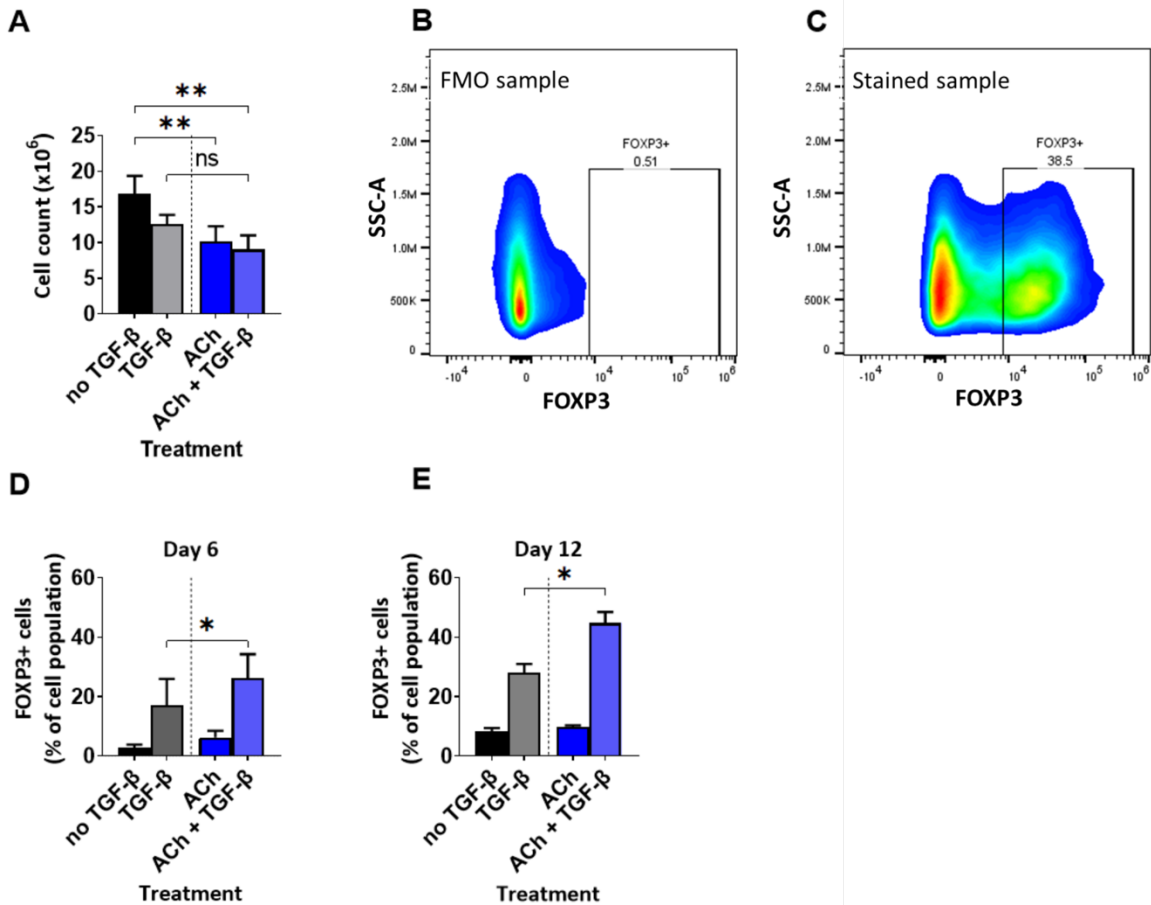 A
**
**
ns
25
20
15
10
5
0
Cell count (x10⁶)
no TGF-β
TGF-β
ACh
ACh + TGF-β
Treatment
B
FMO sample
2.5M
2.0M
1.5M
1.0M
500K
0
SSC-A
FOXP3+
0.51
-10⁴
0
10⁴
10⁵
10⁶
FOXP3
C
Stained sample
2.5M
2.0M
1.5M
1.0M
500K
0
SSC-A
FOXP3+
38.5
-10⁴
0
10⁴
10⁵
10⁶
FOXP3
D
Day 6
60
40
20
0
FOXP3+ cells
(% of cell population)
*
no TGF-β
TGF-β
ACh
ACh + TGF-β
Treatment
E
Day 12
60
40
20
0
FOXP3+ cells
(% of cell population)
*
no TGF-β
TGF-β
ACh
ACh + TGF-β
Treatment